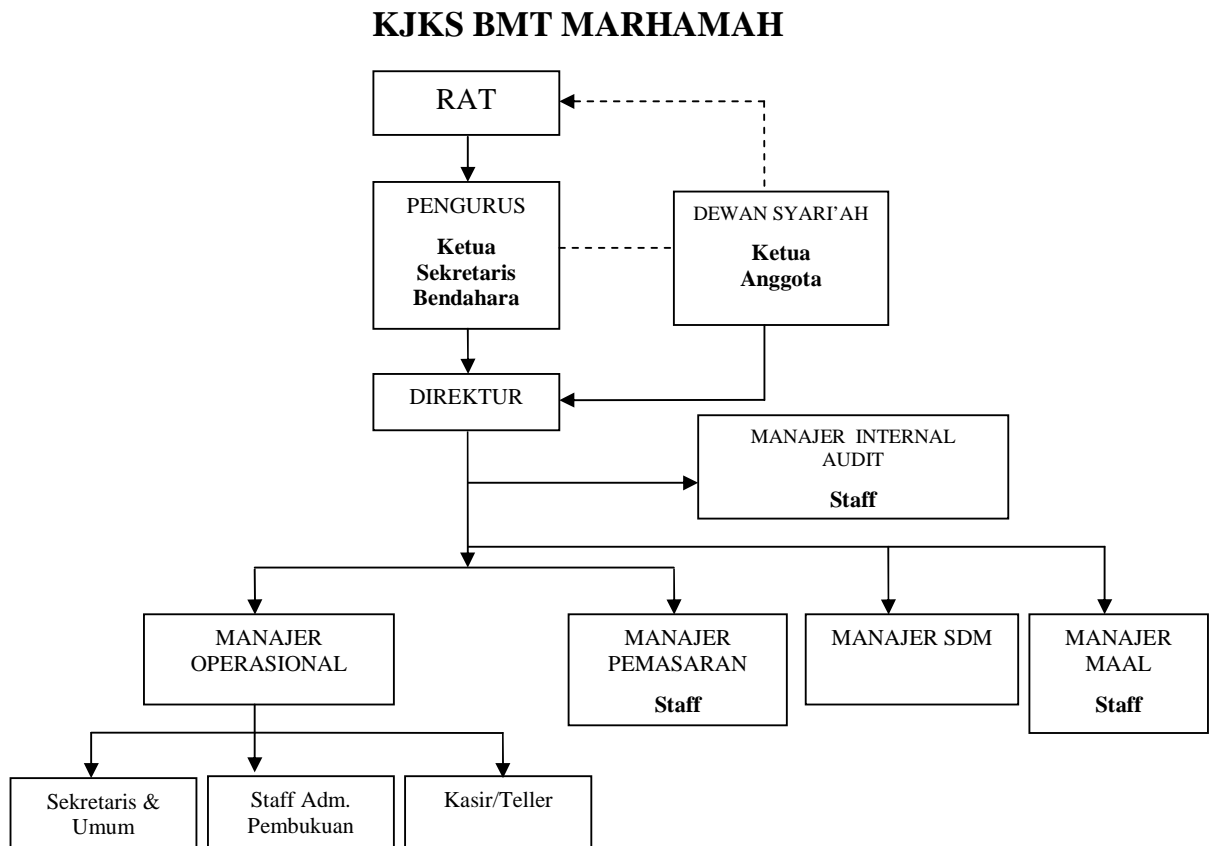 KJKS BMT MARHAMAH
RAT
PENGURUS
Ketua
Sekretaris
Bendahara
DEWAN SYARI'AH
Ketua
Anggota
DIREKTUR
MANAJER INTERNAL
AUDIT
Staff
MANAJER
OPERASIONAL
MANAJER
PEMASARAN
Staff
MANAJER SDM
MANAJER
MAAL
Staff
Sekretaris &
Umum
Staff Adm.
Pembukuan
Kasir/Teller